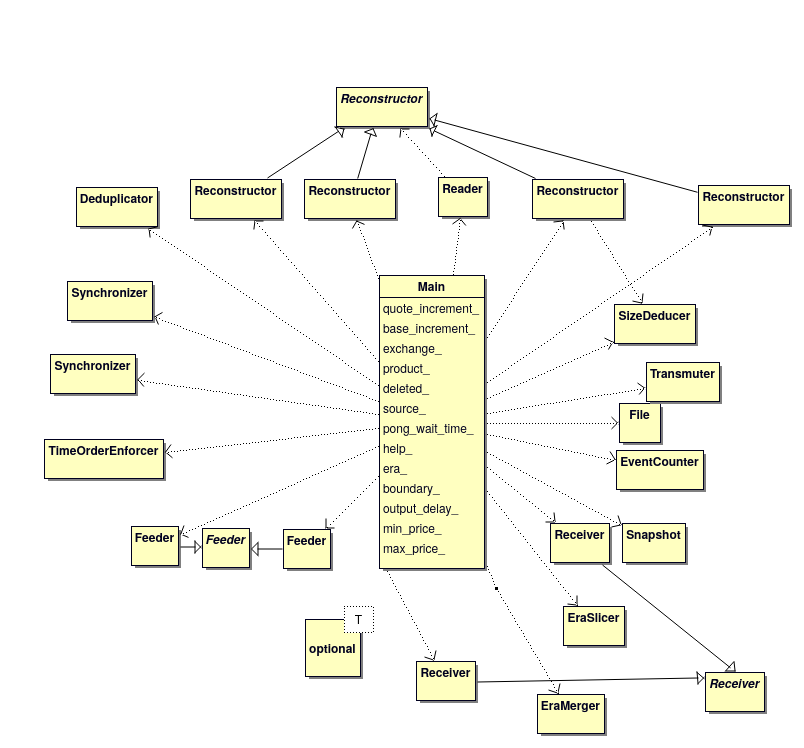 Reconstructor
Deduplicator
Reconstructor
Reconstructor
Reader
Reconstructor
Reconstructor
Synchronizer
Main
quote_increment_
base_increment_
exchange_
product_
deleted_
source_
pong_wait_time_
help_
era_
boundary_
output_delay_
min_price_
max_price_
SizeDeducer
Synchronizer
Transmuter
File
TimeOrderEnforcer
EventCounter
Feeder
Feeder
Feeder
Receiver
Snapshot
T
optional
EraSlicer
Receiver
Receiver
EraMerger